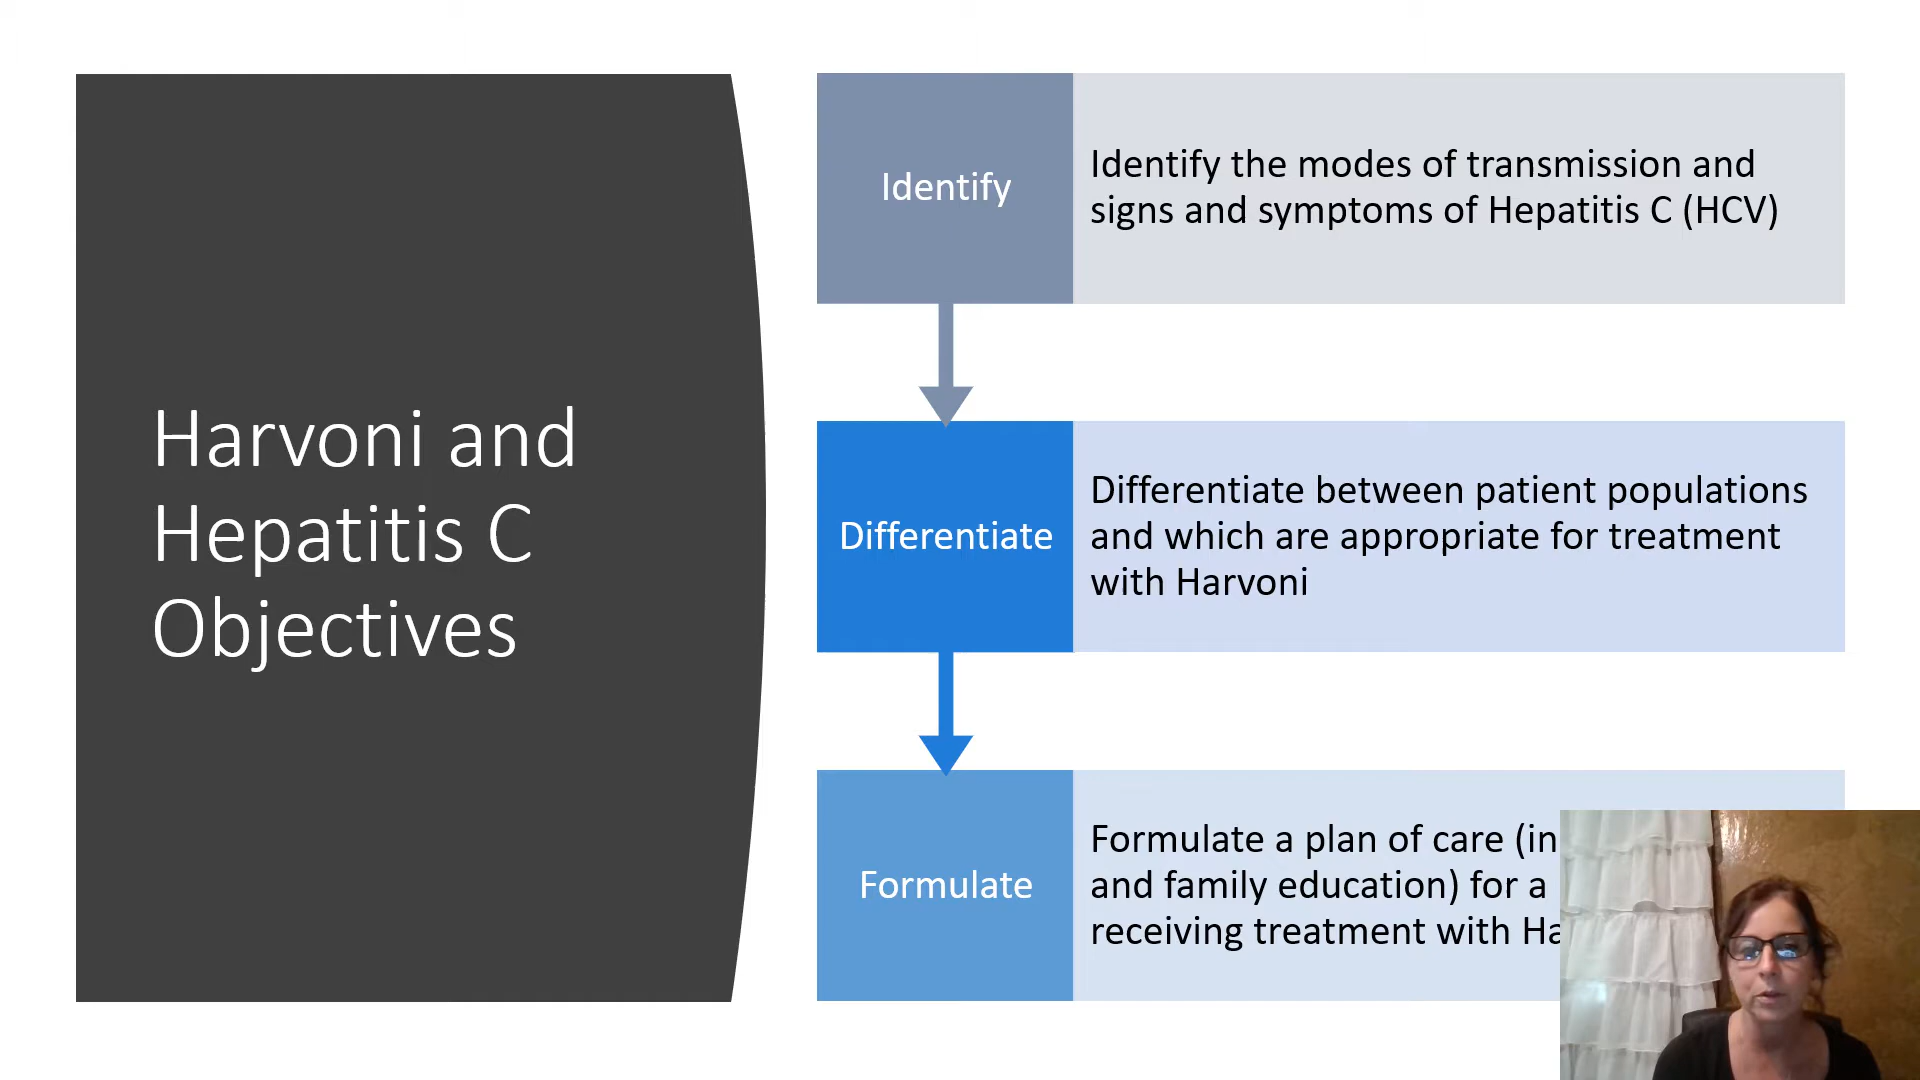 Harvoni and
Hepatitis C
Objectives
Identify
Identify the modes of transmission and
signs and symptoms of Hepatitis C (HCV)
Differentiate
Differentiate between patient populations
and which are appropriate for treatment
with Harvoni
Formulate
Formulate a plan of care
and family education) for a
receiving treatment with